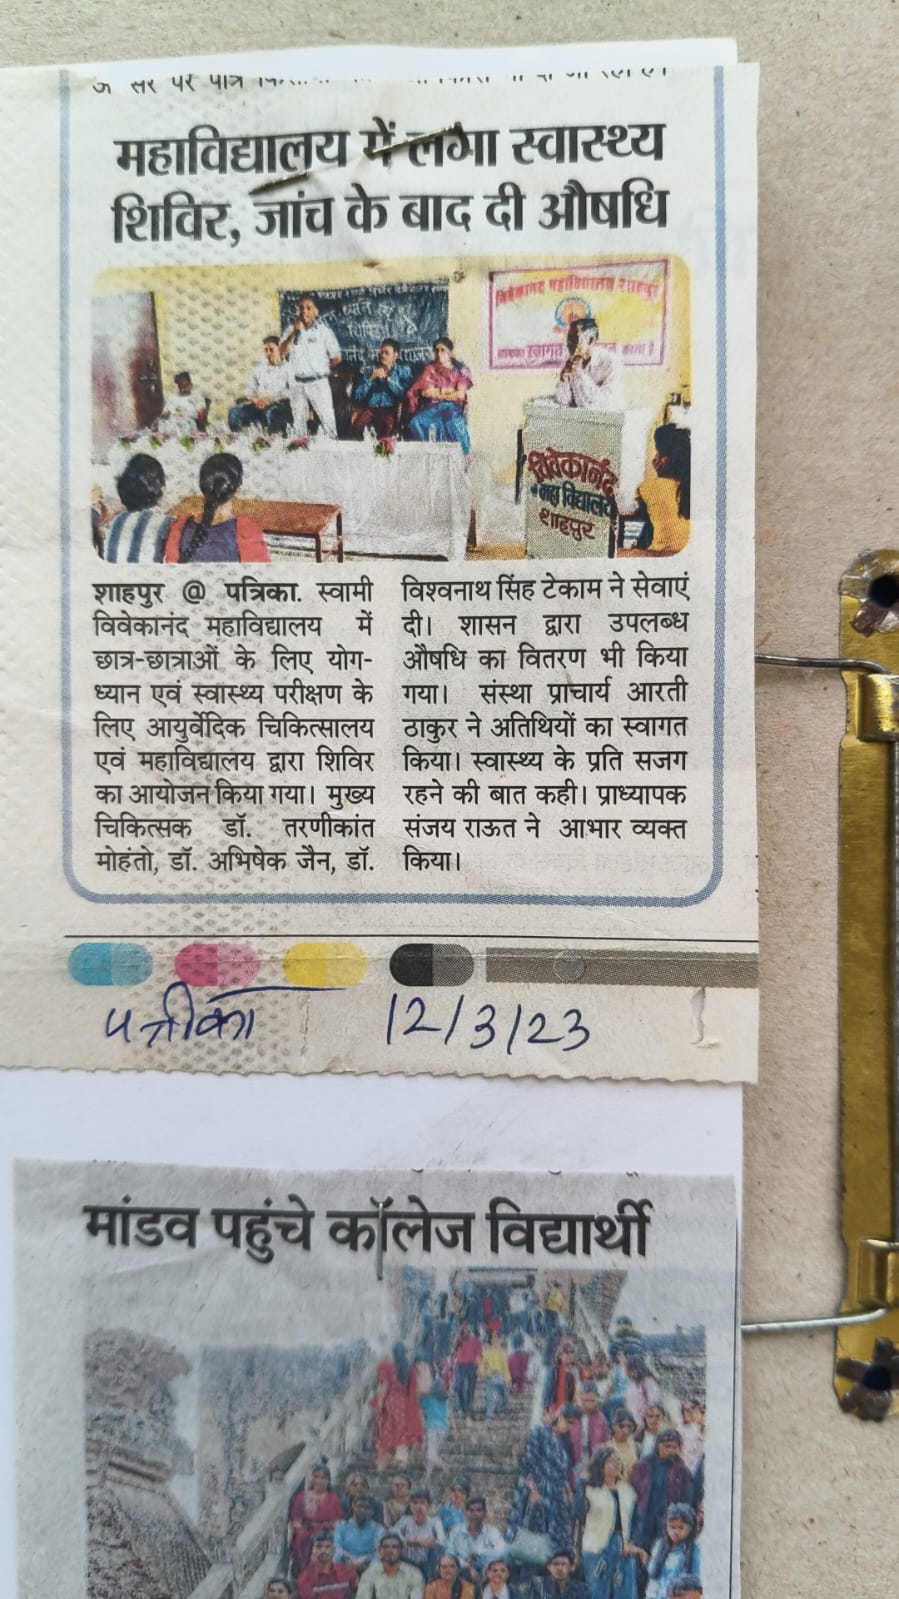 महाविद्यालय में लगा स्वास्थ्य
शिविर, जांच के बाद दी औषधि
विवेकानंद महाविद्यालय शाहपुर
स्वागत
करता है
विवेकानंद
महा विद्यालय
शाहपुर
शाहपुर @ पत्रिका. स्वामी
विवेकानंद महाविद्यालय में
छात्र-छात्राओं के लिए योग-
ध्यान एवं स्वास्थ्य परीक्षण के
लिए आयुर्वेदिक चिकित्सालय
एवं महाविद्यालय द्वारा शिविर
का आयोजन किया गया। मुख्य
चिकित्सक डॉ. तरणीकांत
मोहंतो, डॉ. अभिषेक जैन, डॉ.
विश्वनाथ सिंह टेकाम ने सेवाएं
दी। शासन द्वारा उपलब्ध
औषधि का वितरण भी किया
गया। संस्था प्राचार्य आरती
ठाकुर ने अतिथियों का स्वागत
किया। स्वास्थ्य के प्रति सजग
रहने की बात कही। प्राध्यापक
संजय राऊत ने आभार व्यक्त
किया।
पत्रीका 12/3/23
मांडव पहुंचे कॉलेज विद्यार्थी